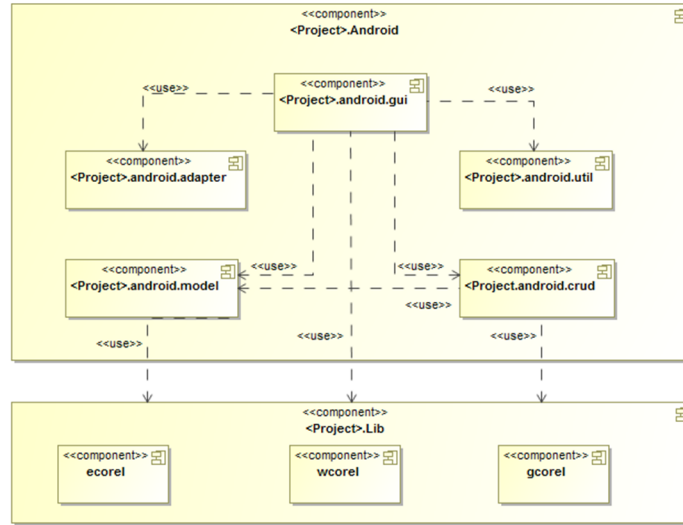 <<component>>
<Project>.Android
<<component>>
<Project>.android.gui
<<use>>
<<use>>
<<component>>
<Project>.android.adapter
<<component>>
<Project>.android.util
<<use>>
<<use>>
<<component>>
<Project>.android.model
<<component>>
<Project.android.crud
<<use>>
<<use>>
<<use>>
<<use>>
<<component>>
<Project>.Lib
<<component>>
ecorel
<<component>>
wcorel
<<component>>
gcorel